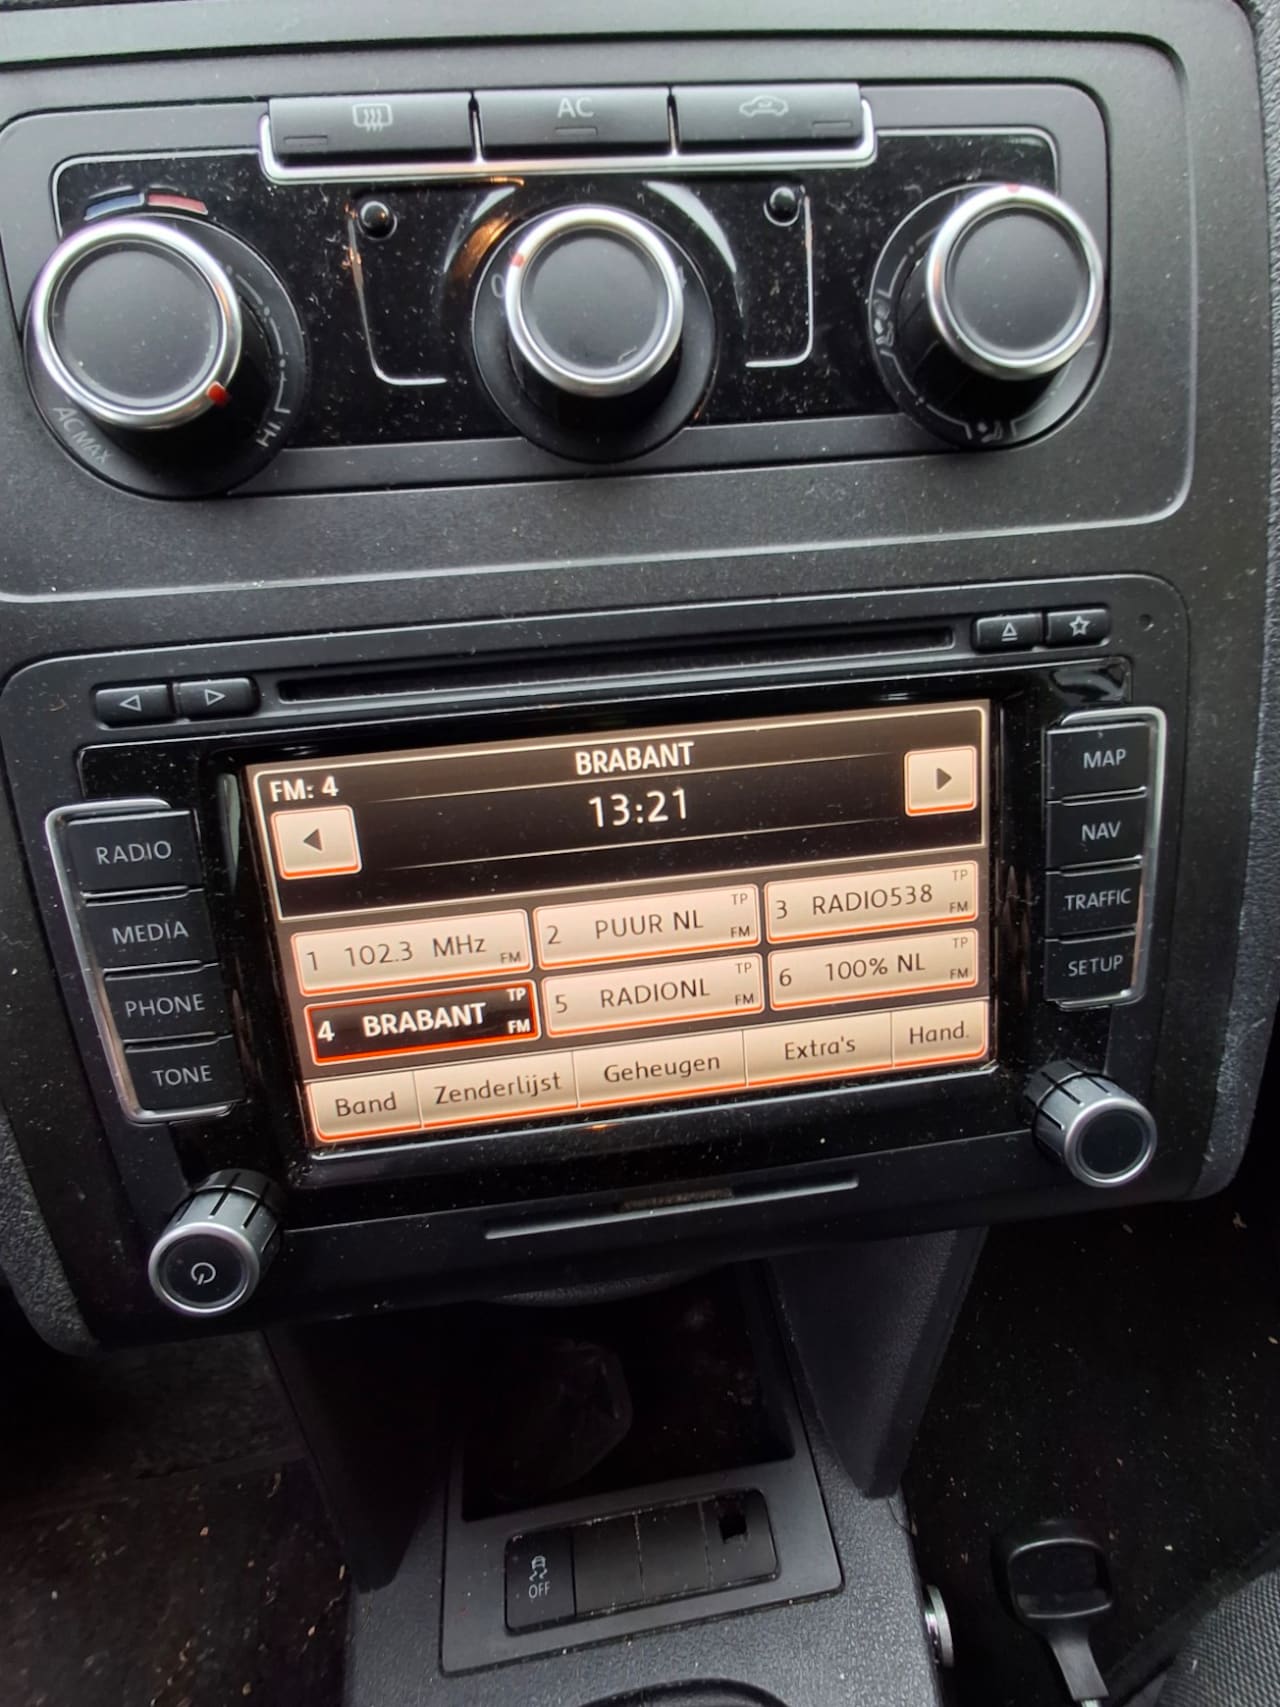 AC
0
AC MAX
HI
BRABANT
FM: 4
13:21
RADIO
MEDIA
PHONE
TONE
MAP
NAV
TRAFFIC
SETUP
1 102.3 MHz FM
2 PUUR NL TP FM
3 RADIO538 TP FM
4 BRABANT TP FM
5 RADIONL TP FM
6 100% NL TP FM
Band Zenderlijst Geheugen Extra's Hand.
OFF